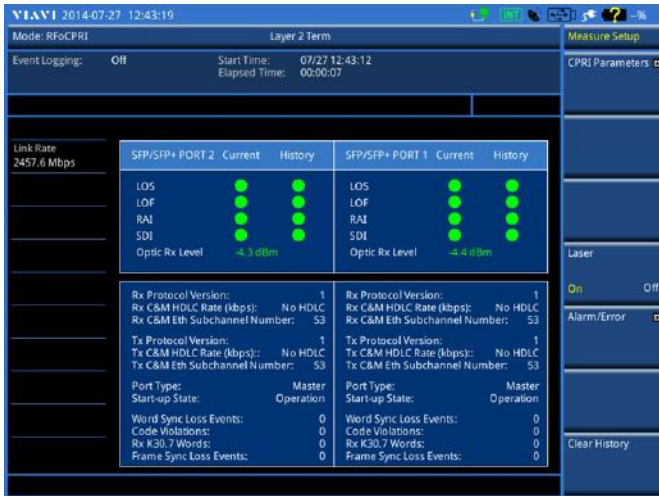 VIAVI 2014-07-27 12:43:19
INT
-%
Mode: RFoCPRI
Layer 2 Term
Measure Setup
Event Logging: Off
Start Time: 07/27 12:43:12
Elapsed Time: 00:00:07
CPRI Parameters
Link Rate
2457.6 Mbps
SFP/SFP+ PORT 2 Current History
LOS
LOF
RAI
SDI
Optic Rx Level -4.3 dBm
SFP/SFP+ PORT 1 Current History
LOS
LOF
RAI
SDI
Optic Rx Level -4.4 dBm
Rx Protocol Version: 1
Rx C&M HDLC Rate (kbps): No HDLC
Rx C&M Eth Subchannel Number: 53
Tx Protocol Version: 1
Tx C&M HDLC Rate (kbps):: No HDLC
Tx C&M Eth Subchannel Number: 53
Port Type: Master
Start-up State: Operation
Word Sync Loss Events: 0
Code Violations: 0
Rx K30.7 Words: 0
Frame Sync Loss Events: 0
Rx Protocol Version: 1
Rx C&M HDLC Rate (kbps): No HDLC
Rx C&M Eth Subchannel Number: 53
Tx Protocol Version: 1
Tx C&M HDLC Rate (kbps):: No HDLC
Tx C&M Eth Subchannel Number: 53
Port Type: Master
Start-up State: Operation
Word Sync Loss Events: 0
Code Violations: 0
Rx K30.7 Words: 0
Frame Sync Loss Events: 0
Laser
On Off
Alarm/Error
Clear History